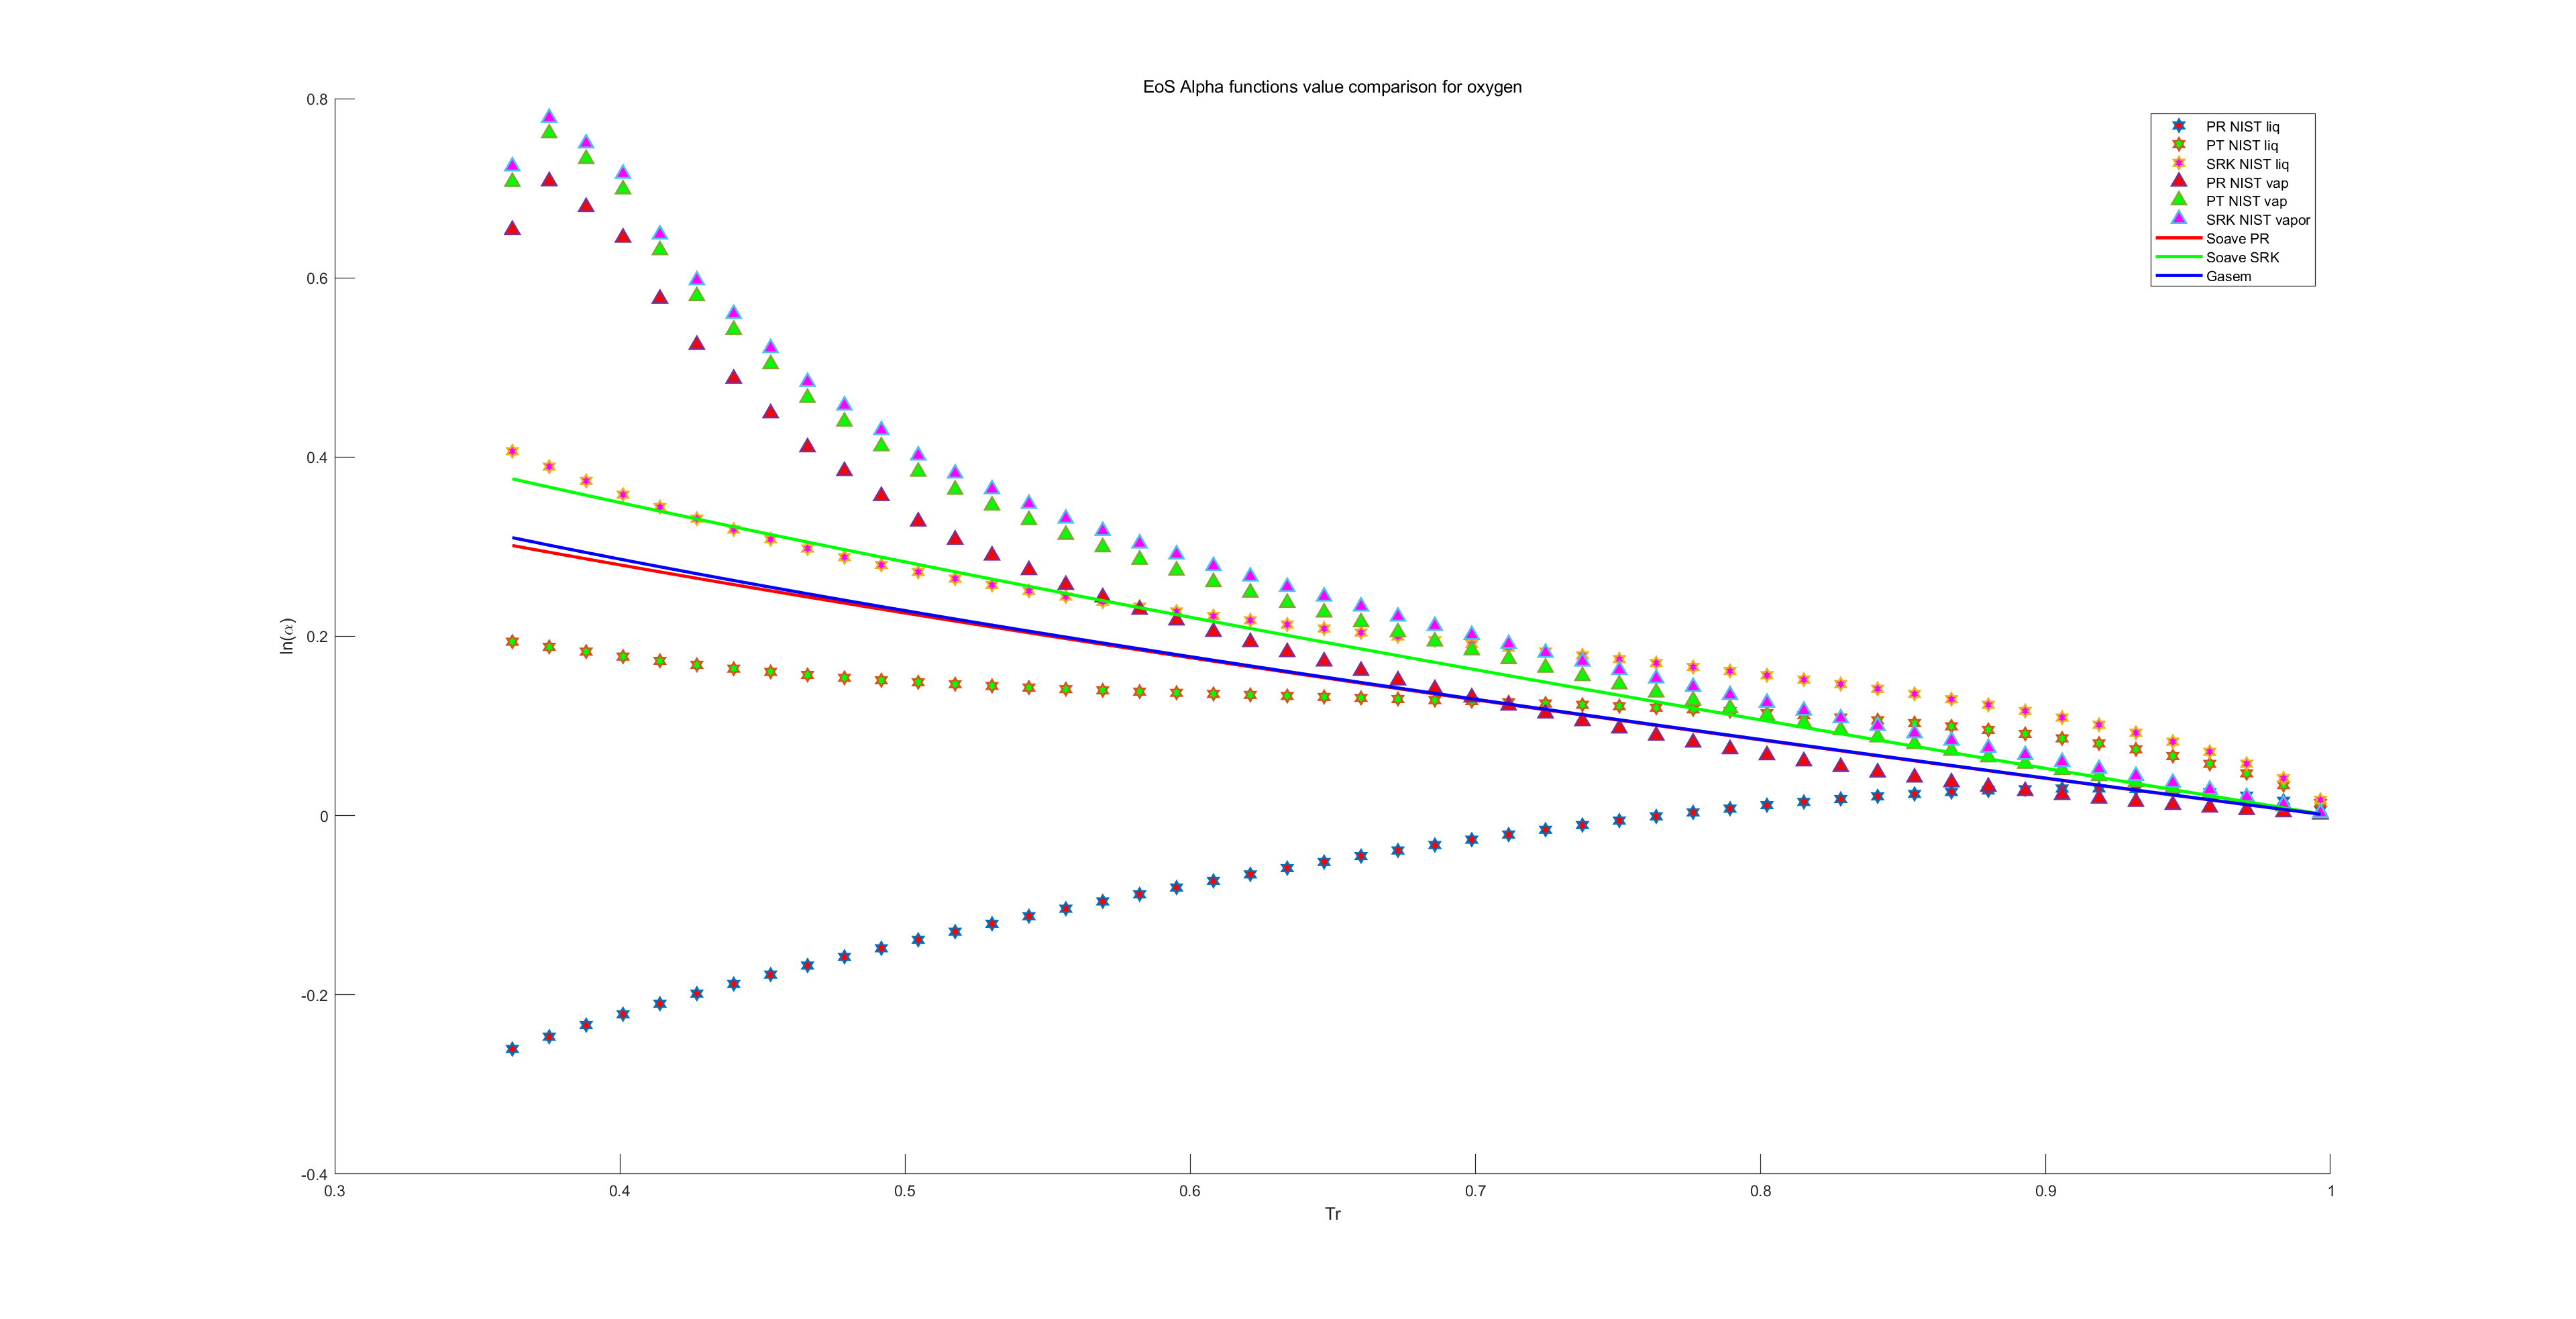 EoS Alpha functions value comparison for oxygen
0.8
0.6
0.4
0.2
0
-0.2
-0.4
ln(α)
0.3 0.4 0.5 0.6 0.7 0.8 0.9 1
Tr
PR NIST liq
PT NIST liq
SRK NIST liq
PR NIST vap
PT NIST vap
SRK NIST vapor
Soave PR
Soave SRK
Gasem